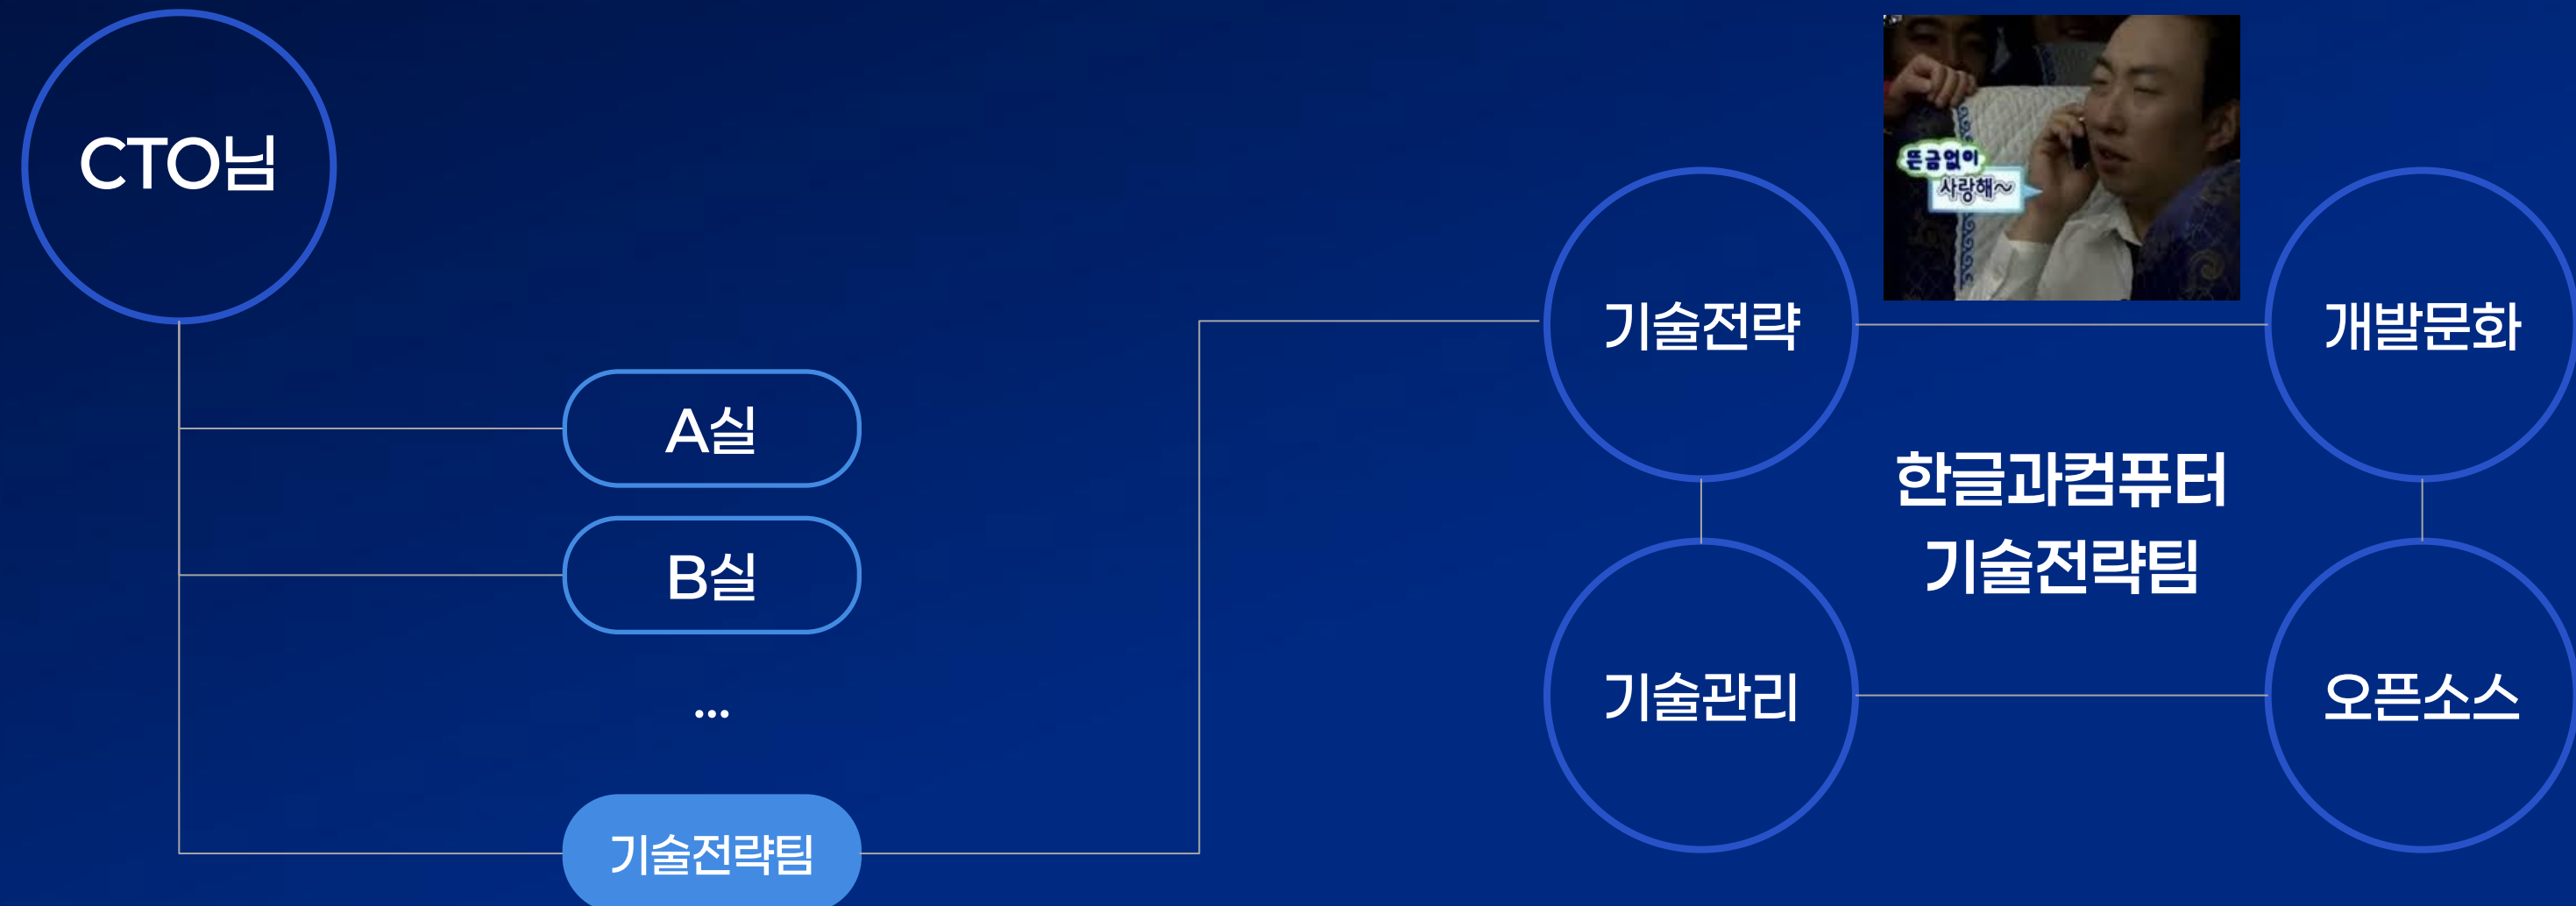 CTO님
A실
B실
...
기술전략팀
뜬금없이
사랑해~
기술전략
개발문화
한글과컴퓨터
기술전략팀
기술관리
오픈소스